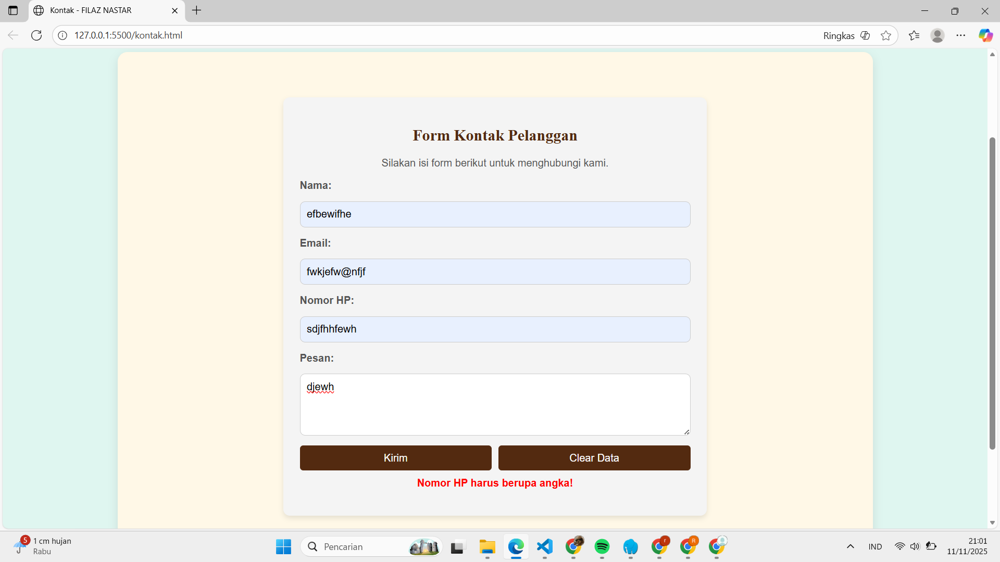 Kontak - FILAZ NASTAR
127.0.0.1:5500/kontak.html
Ringkas
Form Kontak Pelanggan
Silakan isi form berikut untuk menghubungi kami.
Nama:
efbewifhe
Email:
fwkjefw@nfjf
Nomor HP:
sdjfhhfewh
Pesan:
djewh
Kirim
Clear Data
Nomor HP harus berupa angka!
5
1 cm hujan
Rabu
Pencarian
r
R
IND
21:01
11/11/2025